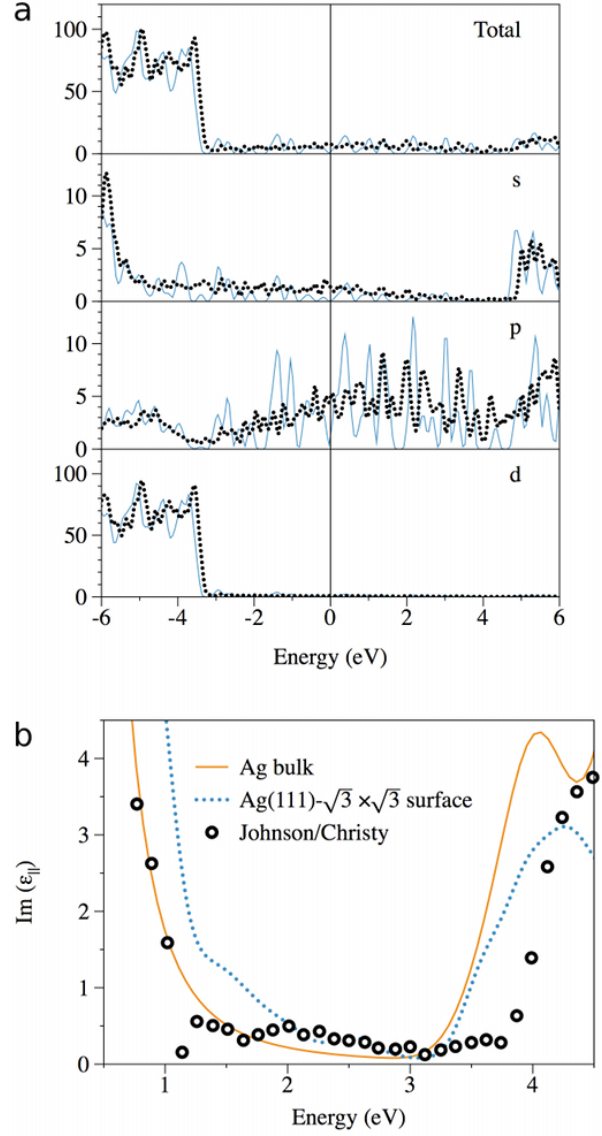 a
Total
100
50
0
s
10
5
0
p
10
5
0
d
100
50
0
-6 -4 -2 0 2 4 6
Energy (eV)
b
4
3
2
1
0
Ag bulk
Ag(111)-√3 ×√3 surface
Johnson/Christy
Im (ε||)
1 2 3 4
Energy (eV)